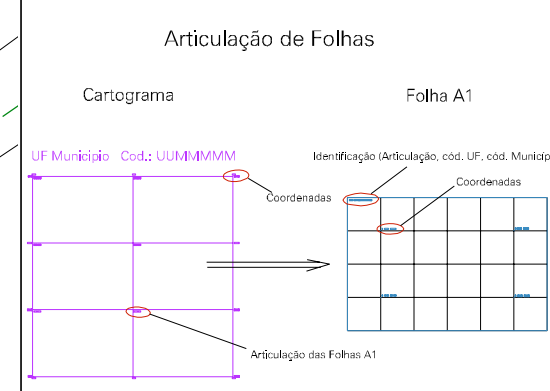 Articulação de Folhas
Cartograma
Folha A1
UF Municipio Cod.: UUMMMMM
Identificação (Articulação, cód. UF, cód. Municíp
Coordenadas
Coordenadas
Articulação das Folhas A1